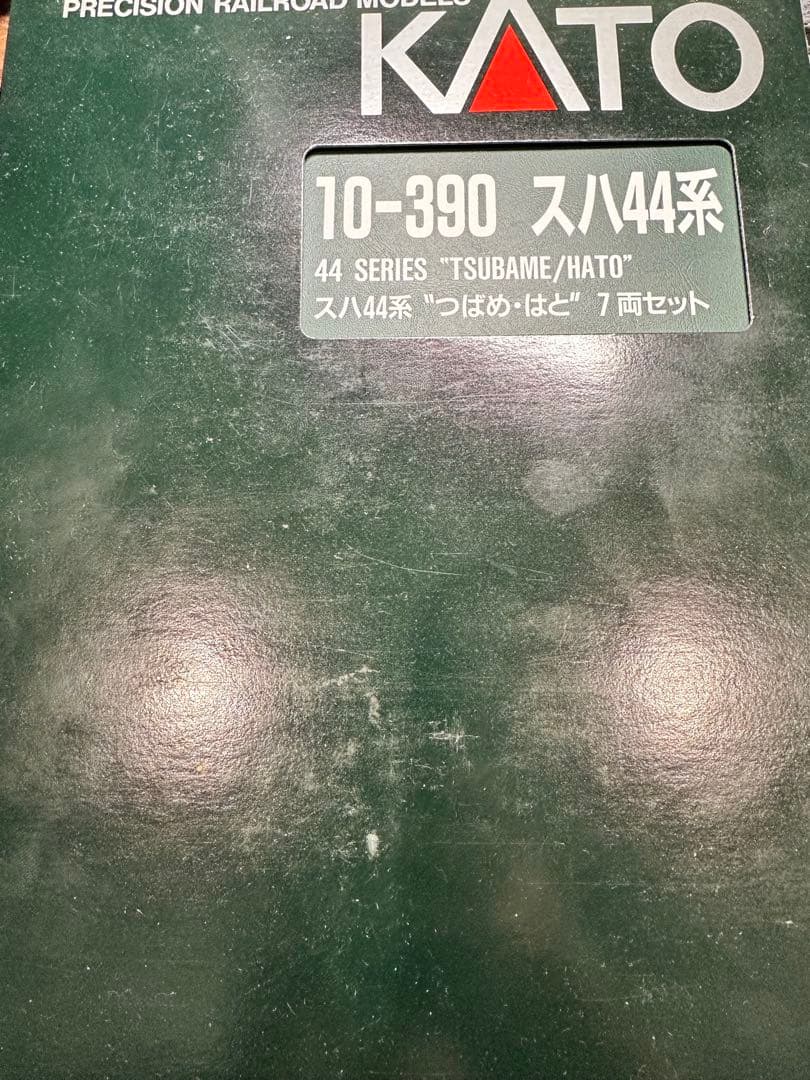 PRECISION RAILROAD MODELS
KATO
10-390 スハ44系
44 SERIES "TSUBAME/HATO"
スハ44系 "つばめ・はと" 7両セット